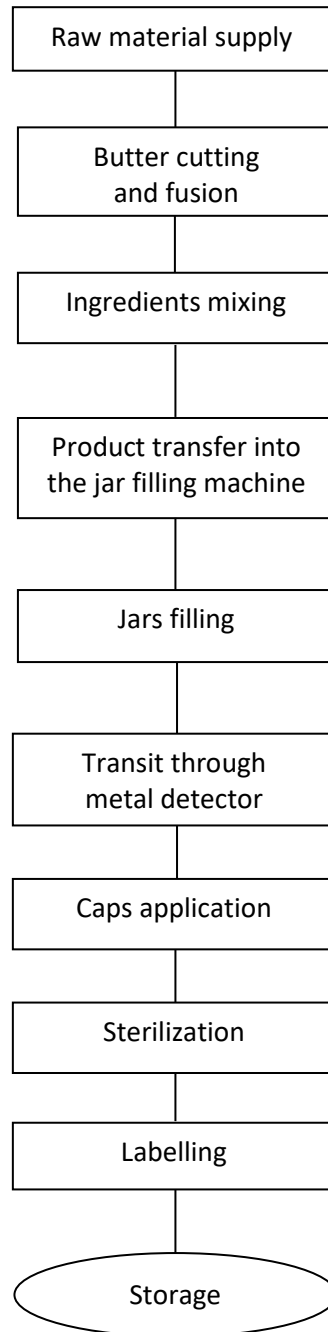 Raw material supply
Butter cutting
and fusion
Ingredients mixing
Product transfer into
the jar filling machine
Jars filling
Transit through
metal detector
Caps application
Sterilization
Labelling
Storage